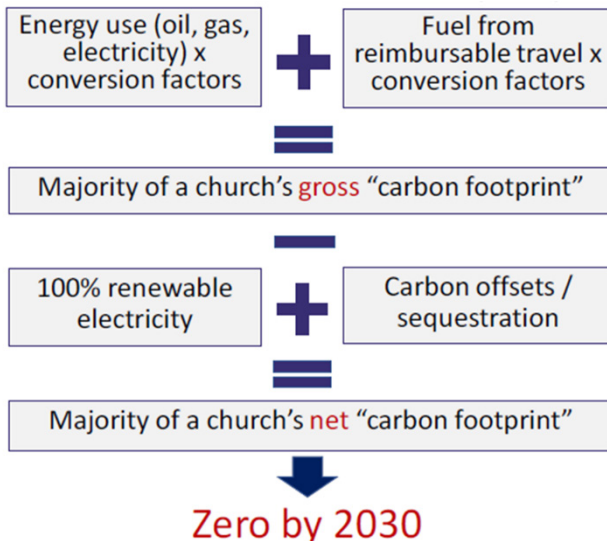 Energy use (oil, gas,
electricity) x
conversion factors
Fuel from
reimbursable travel x
conversion factors
Majority of a church's gross “carbon footprint”
100% renewable
electricity
Carbon offsets /
sequestration
Majority of a church's net “carbon footprint”
Zero by 2030